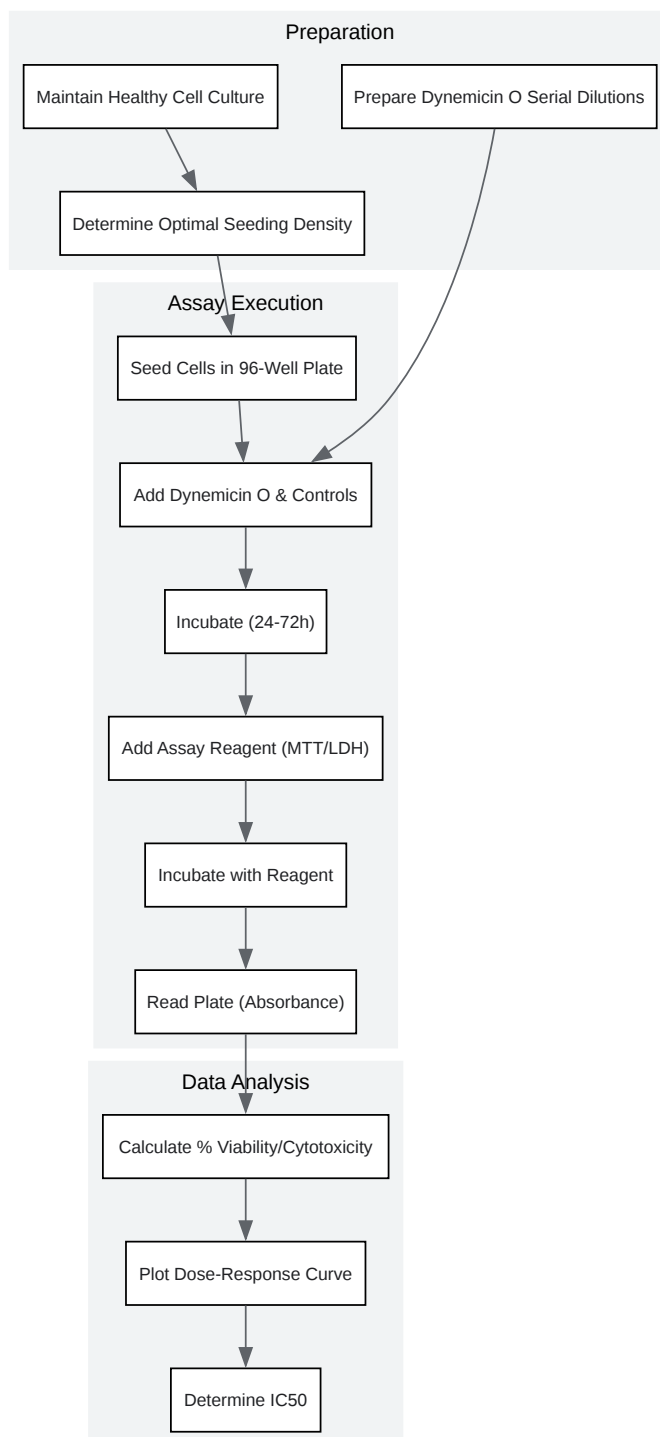 Preparation
Maintain Healthy Cell Culture
Prepare Dynemicin O Serial Dilutions
Determine Optimal Seeding Density
Assay Execution
Seed Cells in 96-Well Plate
Add Dynemicin O & Controls
Incubate (24-72h)
Add Assay Reagent (MTT/LDH)
Incubate with Reagent
Read Plate (Absorbance)
Data Analysis
Calculate % Viability/Cytotoxicity
Plot Dose-Response Curve
Determine IC50